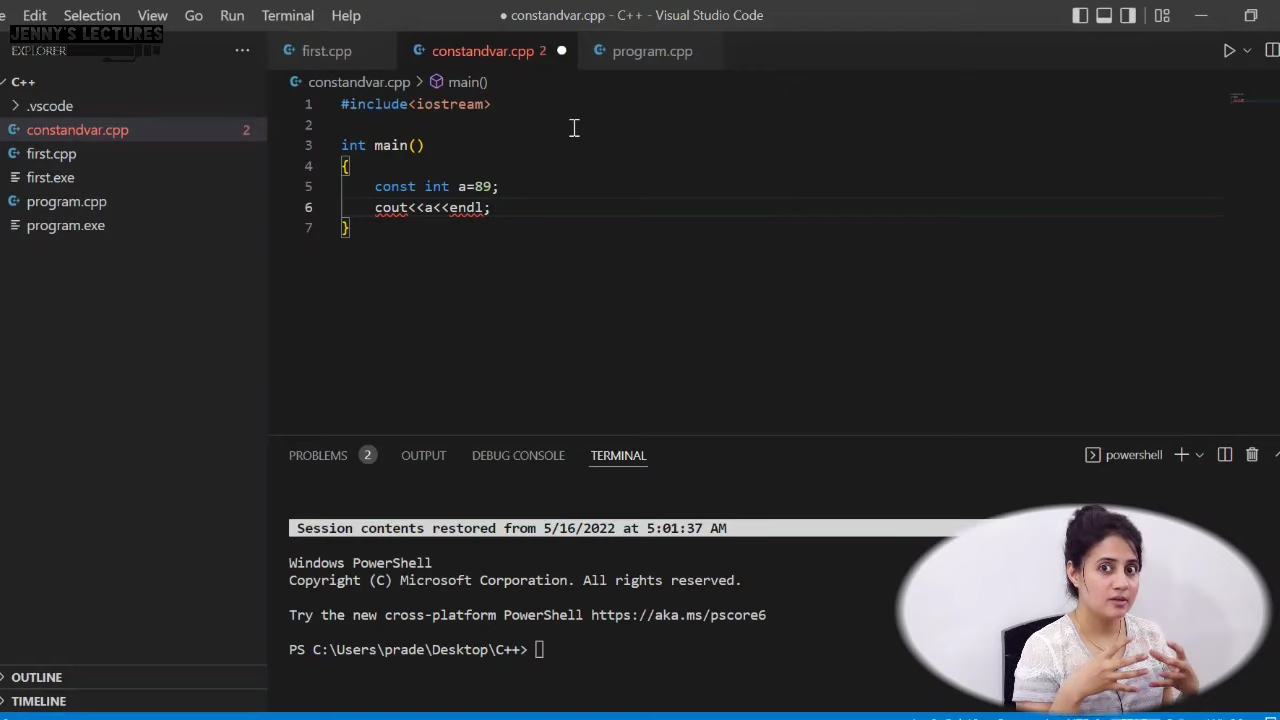 Edit Selection View Go Run Terminal Help
● constandvar.cpp - C++ - Visual Studio Code
JENNY'S LECTURES
EXPLORER
first.cpp constandvar.cpp 2 program.cpp
C++
constandvar.cpp > main()
.vscode
constandvar.cpp 2
first.cpp
first.exe
program.cpp
program.exe
1 #include<iostream>
2
3 int main()
4 {
5 const int a=89;
6 cout<<a<<endl;
7 }
PROBLEMS 2 OUTPUT DEBUG CONSOLE TERMINAL
powershell
Session contents restored from 5/16/2022 at 5:01:37 AM
Windows PowerShell
Copyright (C) Microsoft Corporation. All rights reserved.
Try the new cross-platform PowerShell https://aka.ms/pscore6
PS C:\Users\prade\Desktop\C++>
OUTLINE
TIMELINE